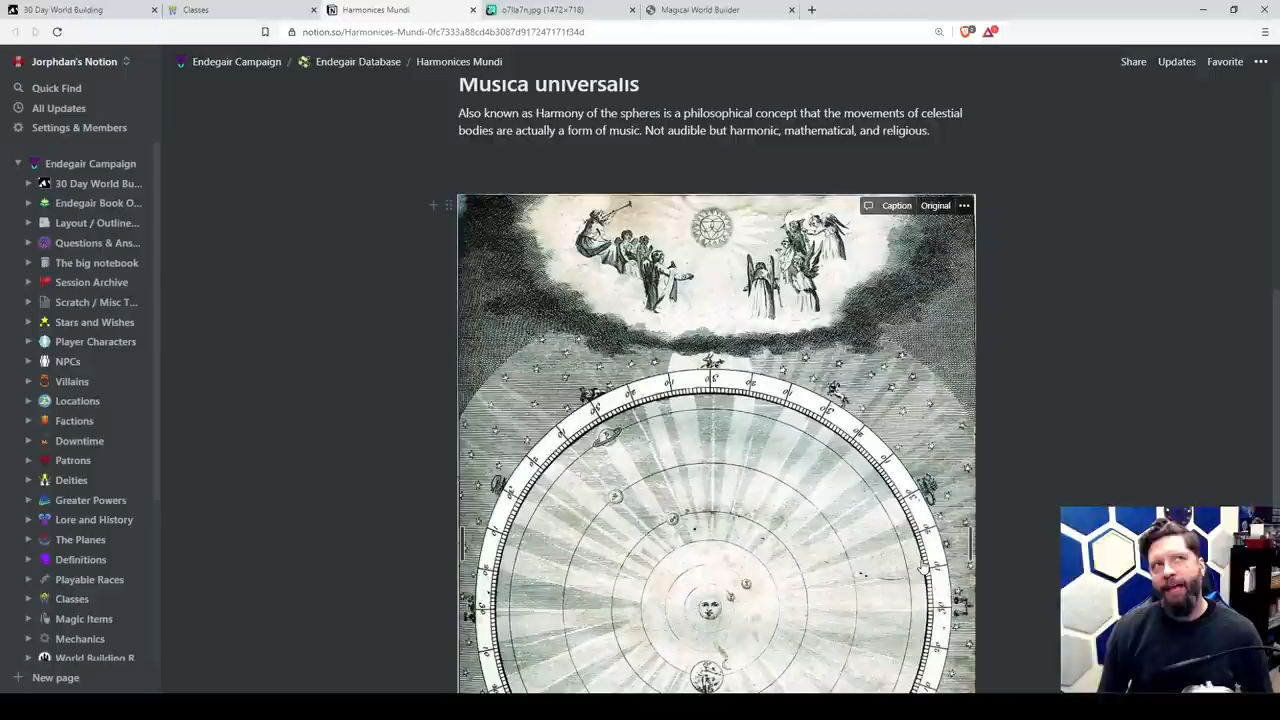 30 Day World Building
Classes
Harmonices Mundi
o7lla7n.jpg (1472×718)
Magical World Builder
notion.so/Harmonices-Mundi-0fc7333a88cd4b3087d917247171f34d
Jorphdan's Notion
Endegair Campaign / Endegair Database / Harmonices Mundi
Share Updates Favorite
Quick Find
All Updates
Settings & Members
Endegair Campaign
30 Day World Bu...
Endegair Book O...
Layout / Outline...
Questions & Ans...
The big notebook
Session Archive
Scratch / Misc T...
Stars and Wishes
Player Characters
NPCs
Villains
Locations
Factions
Downtime
Patrons
Deities
Greater Powers
Lore and History
The Planes
Definitions
Playable Races
Classes
Magic Items
Mechanics
World Building R
New page
Musica universalis
Also known as Harmony of the spheres is a philosophical concept that the movements of celestial
bodies are actually a form of music. Not audible but harmonic, mathematical, and religious.
Caption Original